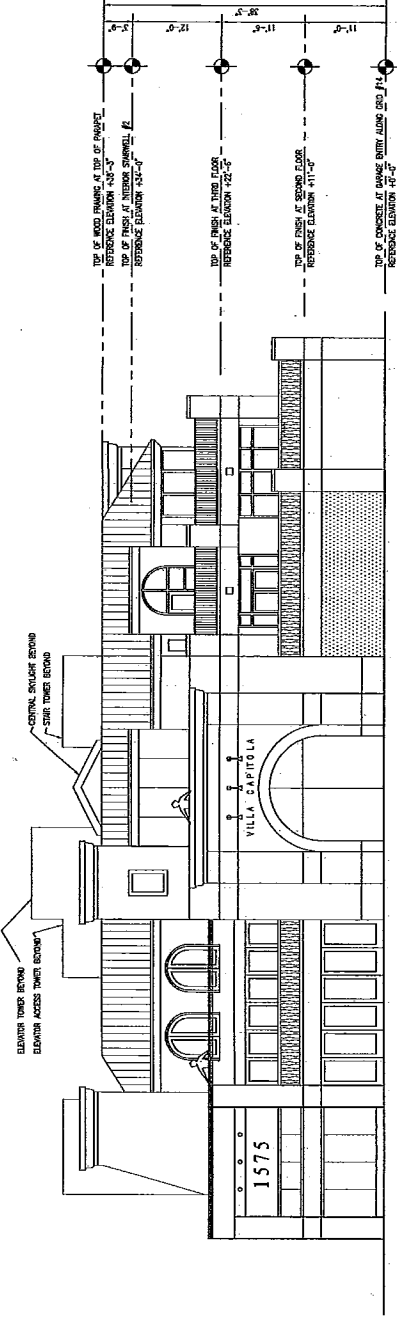 ELEVATOR TOWER BEYOND
ELEVATOR ACCESS TOWER BEYOND
CENTRAL SKYLIGHT BEYOND
STAIR TOWER BEYOND
TOP OF WOOD FRAMING AT TOP OF PARAPET
REFERENCE ELEVATION +38'-3"
TOP OF FINISH AT INTERIOR STAIRWELL #2
REFERENCE ELEVATION +34'-0"
TOP OF FINISH AT THIRD FLOOR
REFERENCE ELEVATION +22'-6"
TOP OF FINISH AT SECOND FLOOR
REFERENCE ELEVATION +11'-0"
TOP OF CONCRETE AT GARAGE ENTRY ALONG GRID #14
REFERENCE ELEVATION +0'-0"
12'-0"
11'-6"
11'-0"
VILLA CAPITOLA
1575